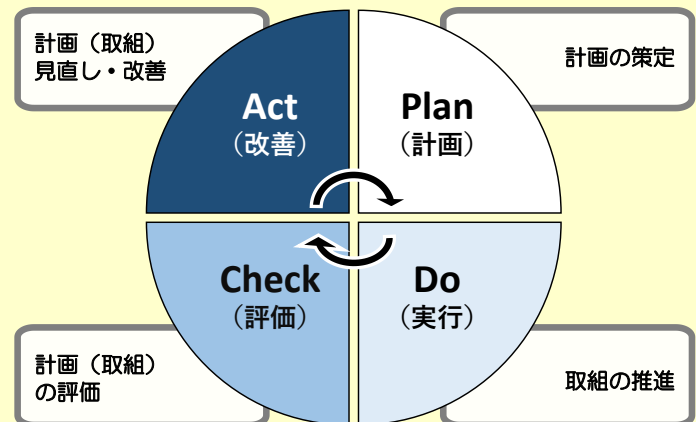 計画（取組）
見直し・改善
計画の策定
Act
（改善）
Plan
（計画）
Check
（評価）
Do
（実行）
計画（取組）
の評価
取組の推進